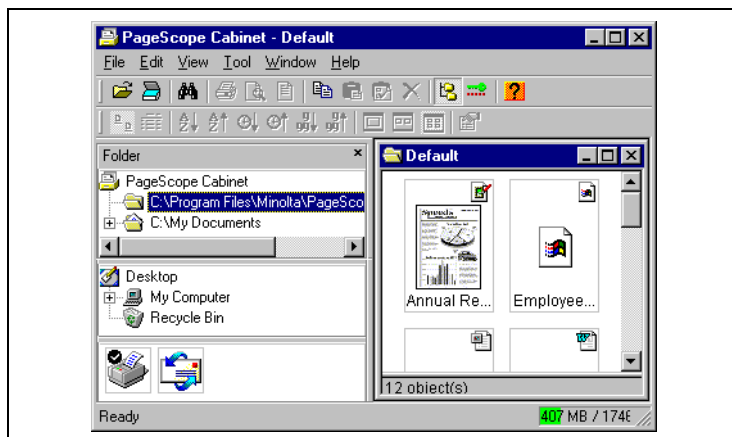 PageScope Cabinet - Default
File Edit View Tool Window Help
Folder
PageScope Cabinet
C:\Program Files\Minolta\PageSco
C:\My Documents
Desktop
My Computer
Recycle Bin
Default
Speeds
Annual Re...
Employee...
12 object(s)
Ready
407 MB / 174